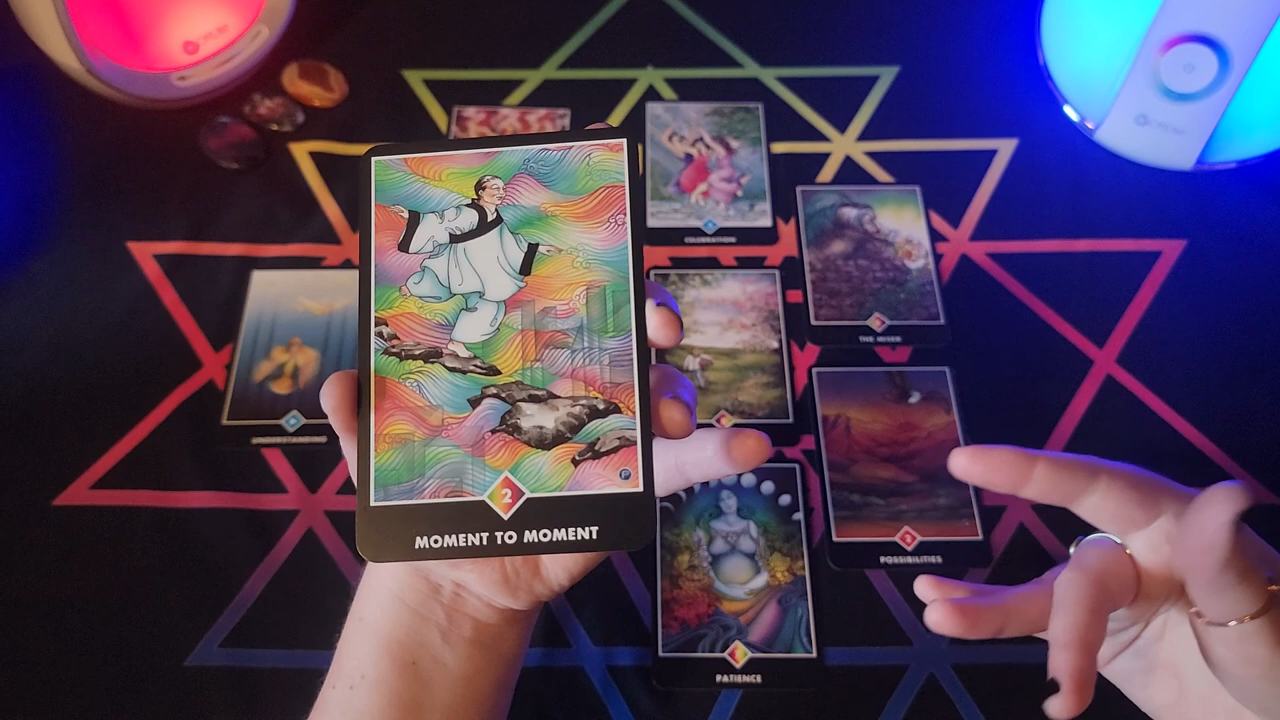 CELEBRATION
THE MISER
UNDERSTANDING
2
MOMENT TO MOMENT
POSSIBILITIES
PATIENCE